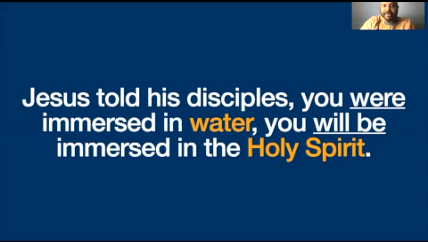 Jesus told his disciples, you were
immersed in water, you will be
immersed in the Holy Spirit.